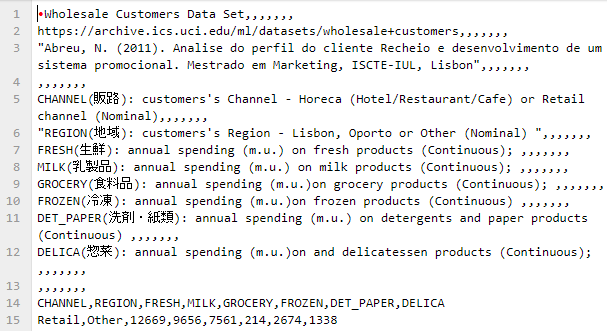 1 •Wholesale Customers Data Set,,,,,,,
2 https://archive.ics.uci.edu/ml/datasets/wholesale+customers,,,,,,,
3 "Abreu, N. (2011). Analise do perfil do cliente Recheio e desenvolvimento de um
sistema promocional. Mestrado em Marketing, ISCTE-IUL, Lisbon",,,,,,,
4 ,,,,,,,
5 CHANNEL(販路): customers's Channel - Horeca (Hotel/Restaurant/Cafe) or Retail
channel (Nominal),,,,,,,
6 "REGION(地域): customers's Region - Lisbon, Oporto or Other (Nominal) ",,,,,,,
7 FRESH(生鮮): annual spending (m.u.) on fresh products (Continuous); ,,,,,,,
8 MILK(乳製品): annual spending (m.u.) on milk products (Continuous); ,,,,,,,
9 GROCERY(食料品): annual spending (m.u.)on grocery products (Continuous); ,,,,,,,
10 FROZEN(冷凍): annual spending (m.u.)on frozen products (Continuous) ,,,,,,,
11 DET_PAPER(洗剤・紙類): annual spending (m.u.) on detergents and paper products
(Continuous) ,,,,,,,
12 DELICA(惣菜): annual spending (m.u.)on and delicatessen products (Continuous);
,,,,,,,
13 ,,,,,,,
14 CHANNEL,REGION,FRESH,MILK,GROCERY,FROZEN,DET_PAPER,DELICA
15 Retail,Other,12669,9656,7561,214,2674,1338